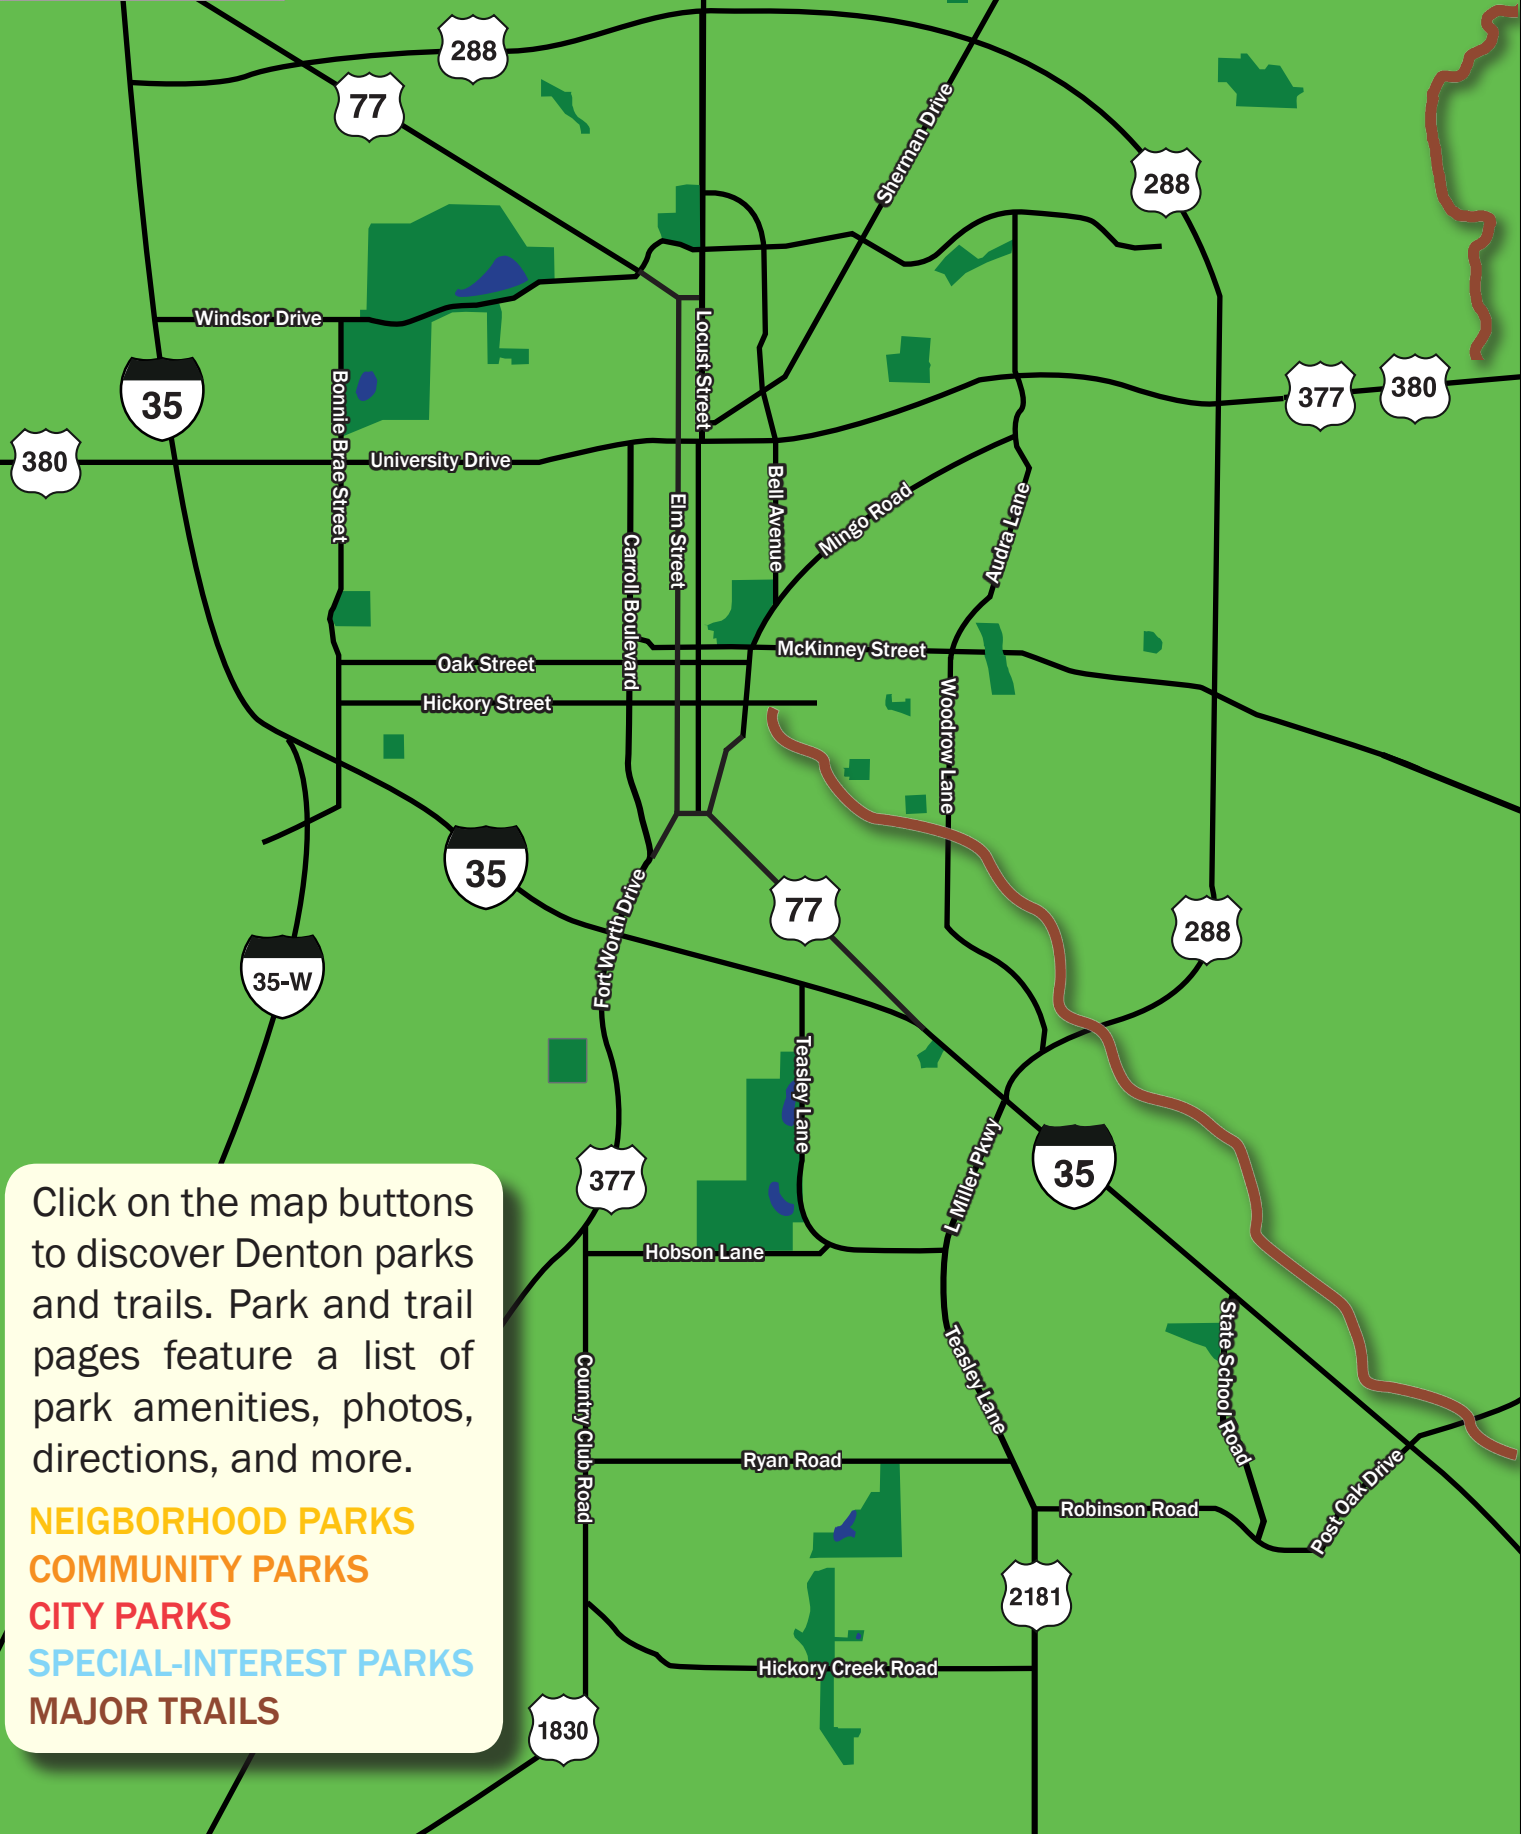 288
77
Sherman Drive
288
Windsor Drive
Locust Street
35
Bonnie Brae Street
377
380
380
University Drive
Elm Street
Bell Avenue
Mingo Road
Audra Lane
Carroll Boulevard
McKinney Street
Oak Street
Hickory Street
Woodrow Lane
35
77
288
Fort Worth Drive
35-W
Teasley Lane
L Miller Pkwy
35
377
Hobson Lane
Click on the map buttons
to discover Denton parks
and trails. Park and trail
pages feature a list of
park amenities, photos,
directions, and more.
NEIGBORHOOD PARKS
COMMUNITY PARKS
CITY PARKS
SPECIAL-INTEREST PARKS
MAJOR TRAILS
State School Road
Teasley Lane
Country Club Road
Ryan Road
Robinson Road
Post Oak Drive
2181
Hickory Creek Road
1830